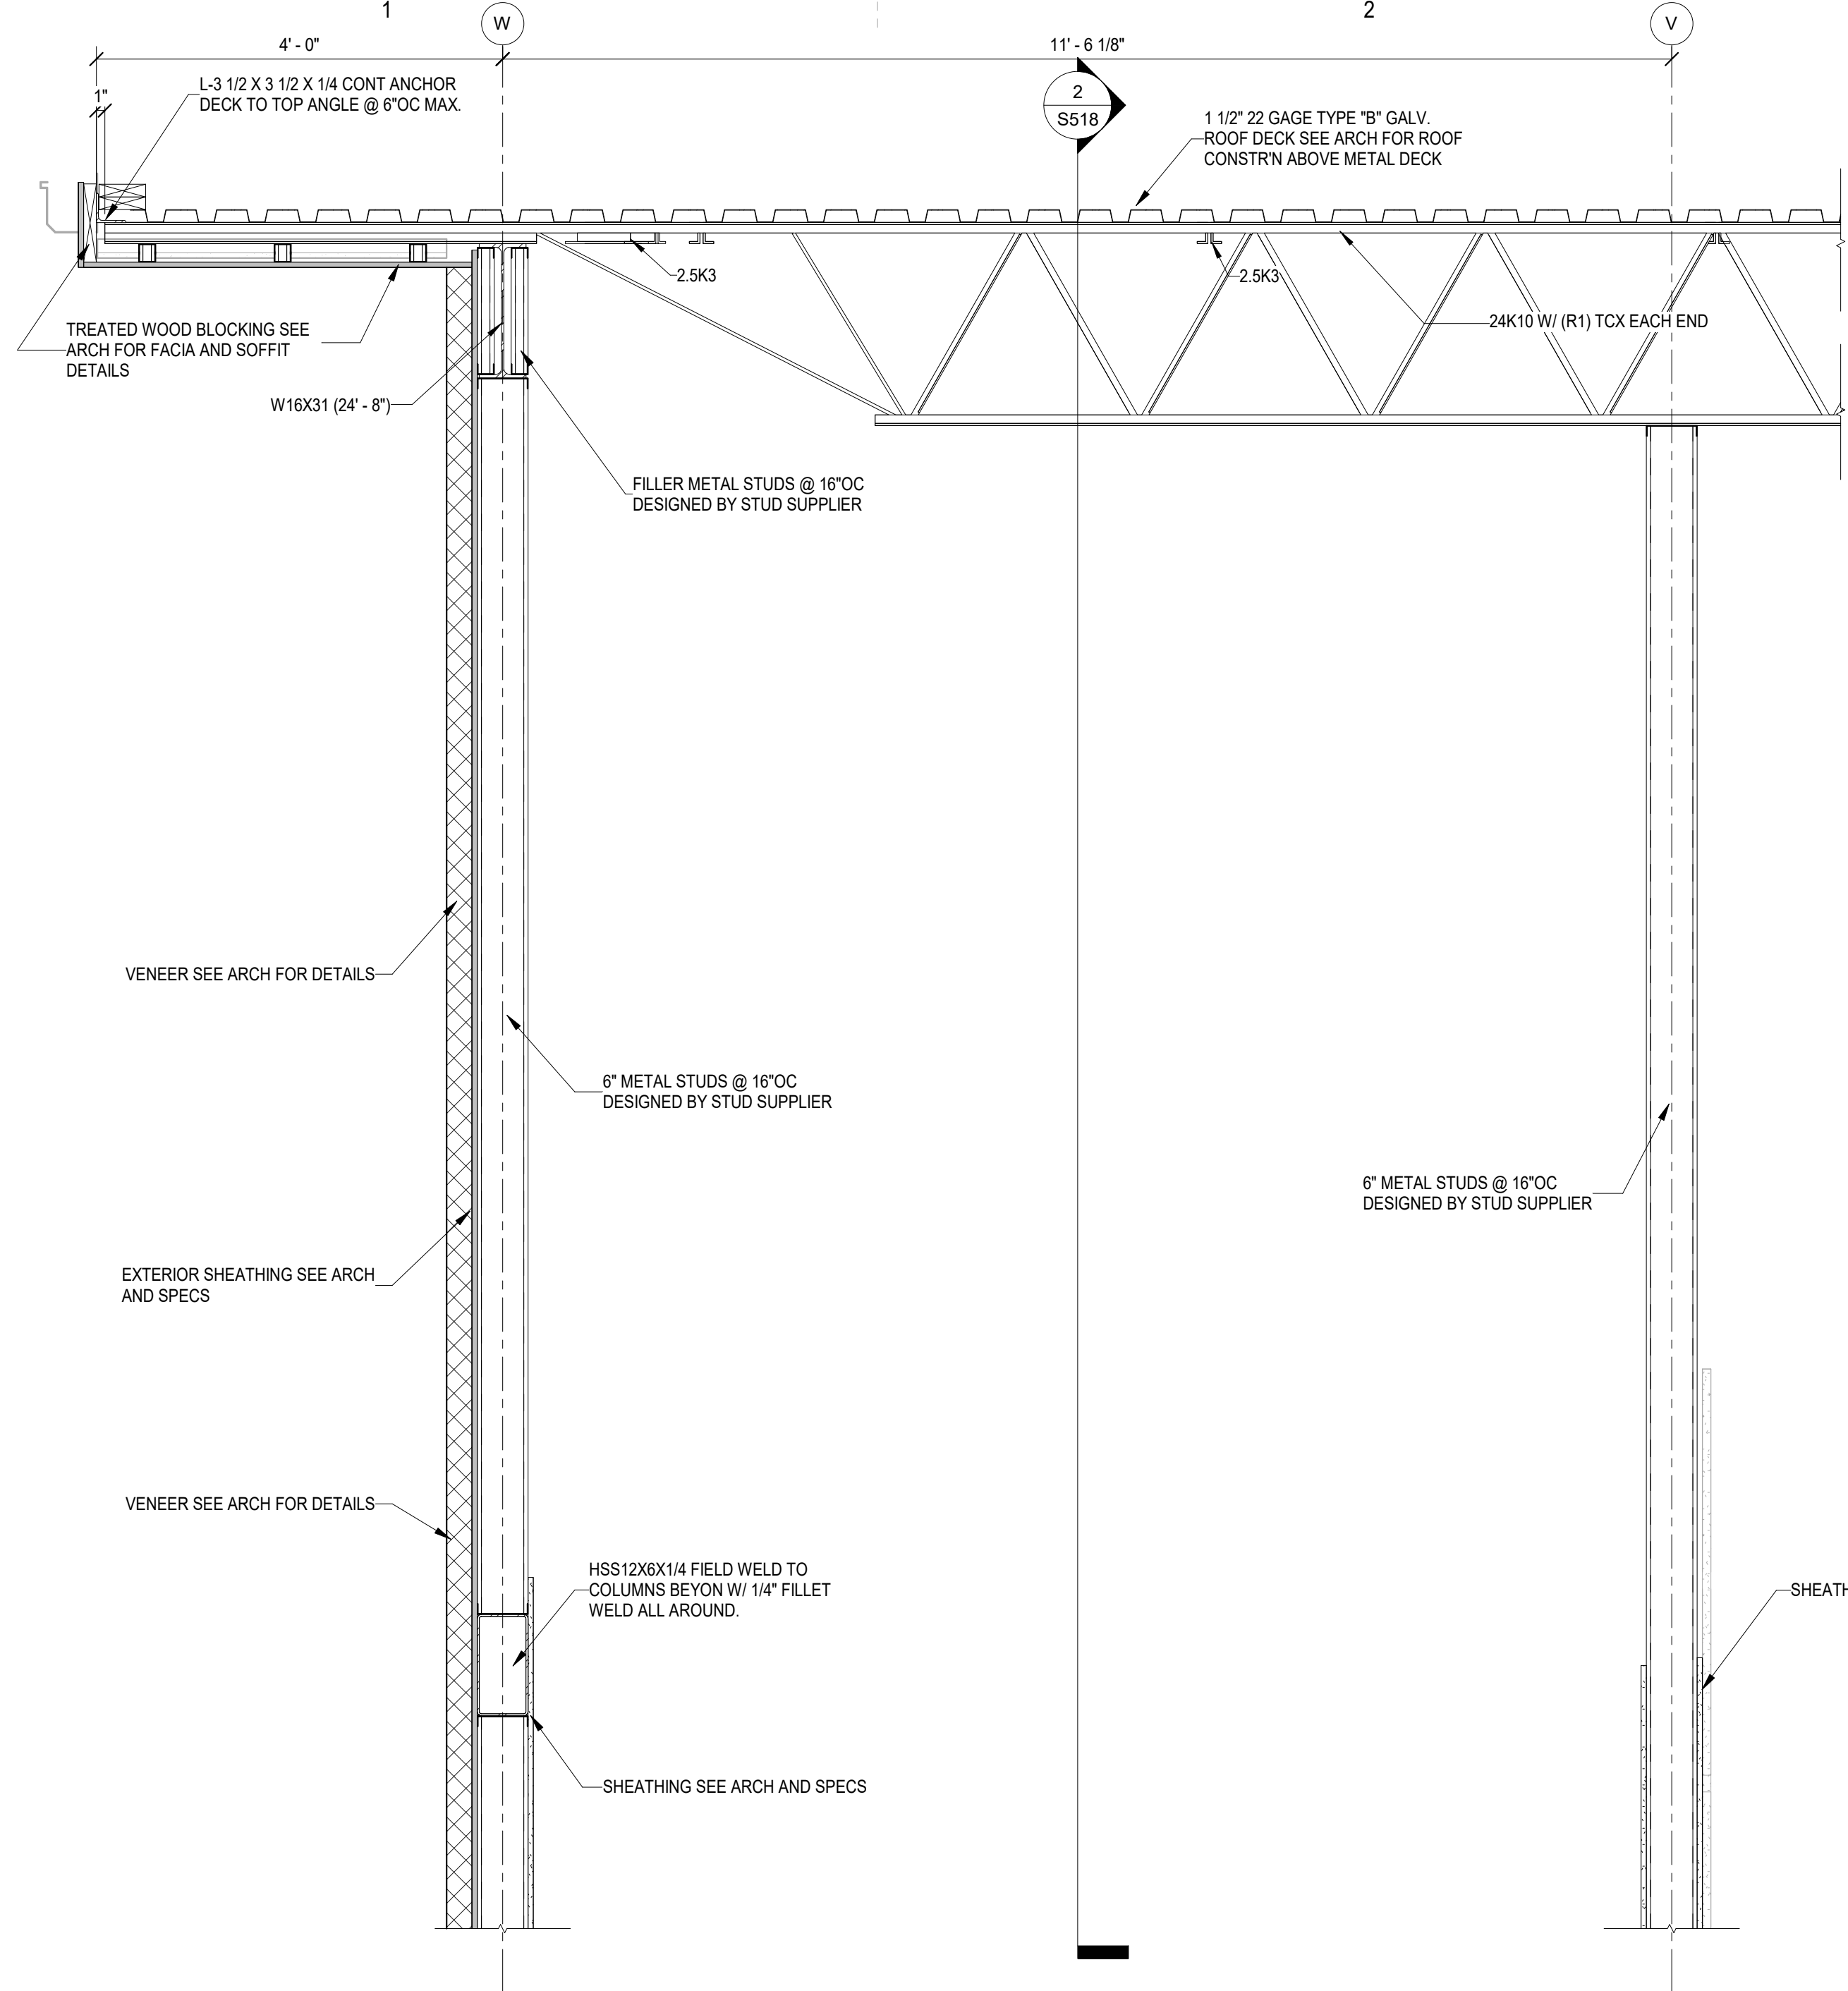 1
W
2
V
4' - 0"
11' - 6 1/8"
1"
L-3 1/2 X 3 1/2 X 1/4 CONT ANCHOR
DECK TO TOP ANGLE @ 6"OC MAX.
2
S518
1 1/2" 22 GAGE TYPE "B" GALV.
ROOF DECK SEE ARCH FOR ROOF
CONSTR'N ABOVE METAL DECK
2.5K3
2.5K3
24K10 W/ (R1) TCX EACH END
TREATED WOOD BLOCKING SEE
ARCH FOR FACIA AND SOFFIT
DETAILS
W16X31 (24' - 8")
FILLER METAL STUDS @ 16"OC
DESIGNED BY STUD SUPPLIER
VENEER SEE ARCH FOR DETAILS
6" METAL STUDS @ 16"OC
DESIGNED BY STUD SUPPLIER
6" METAL STUDS @ 16"OC
DESIGNED BY STUD SUPPLIER
EXTERIOR SHEATHING SEE ARCH
AND SPECS
VENEER SEE ARCH FOR DETAILS
HSS12X6X1/4 FIELD WELD TO
COLUMNS BEYON W/ 1/4" FILLET
WELD ALL AROUND.
SHEATH
SHEATHING SEE ARCH AND SPECS